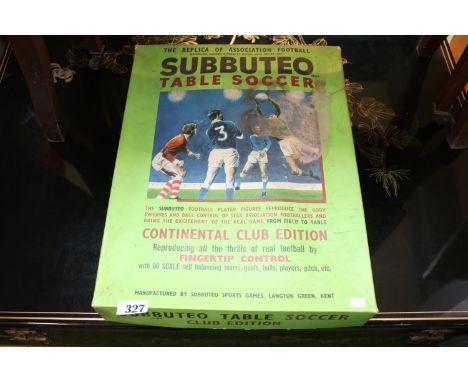 THE REPLICA OF ASSOCIATION FOOTBALL
SUBBUTEO
TABLE SOCCER
3
THE SUBBUTEO FOOTBALL PLAYER FIGURES REPRODUCE THE BODY
SWERVES AND BALL CONTROL OF STAR ASSOCIATION FOOTBALLERS AND
BRING THE EXCITEMENT OF THE REAL GAME FROM FIELD TO TABLE
CONTINENTAL CLUB EDITION
Reproducing all the thrills of real football by
FINGERTIP CONTROL
with OO SCALE self balancing teams, goals, balls, players, pitch, etc.
MANUFACTURED BY SUBBUTEO SPORTS GAMES, LANGTON GREEN, KENT
327
SUBBUTEO TABLE SOCCER
CLUB EDITION